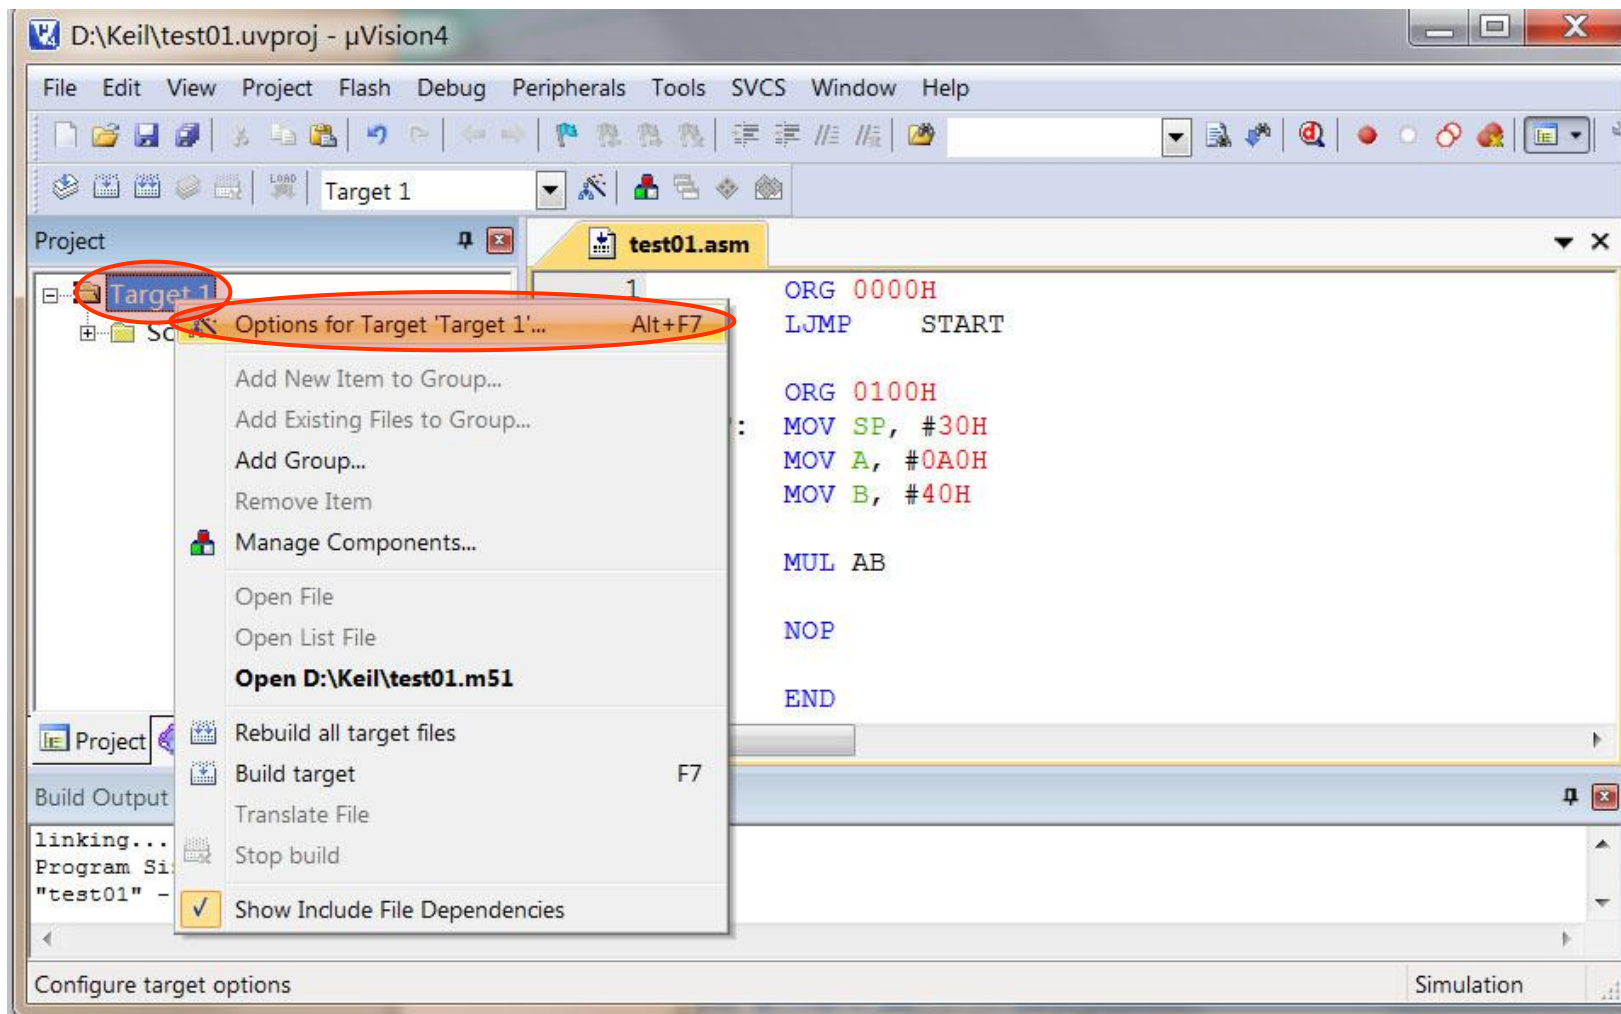 D:\Keil\test01.uvproj - µVision4
File Edit View Project Flash Debug Peripherals Tools SVCS Window Help
LOAD
Target 1
Project
test01.asm
Target 1
1 ORG 0000H
Options for Target 'Target 1'... Alt+F7
LJMP START
Add New Item to Group...
ORG 0100H
Add Existing Files to Group...
: MOV SP, #30H
Add Group...
MOV A, #0A0H
Remove Item
MOV B, #40H
Manage Components...
MUL AB
Open File
Open List File
NOP
Open D:\Keil\test01.m51
END
Project
Rebuild all target files
Build target F7
Build Output
Translate File
linking...
Stop build
Program
"test01" -
Show Include File Dependencies
Configure target options
Simulation